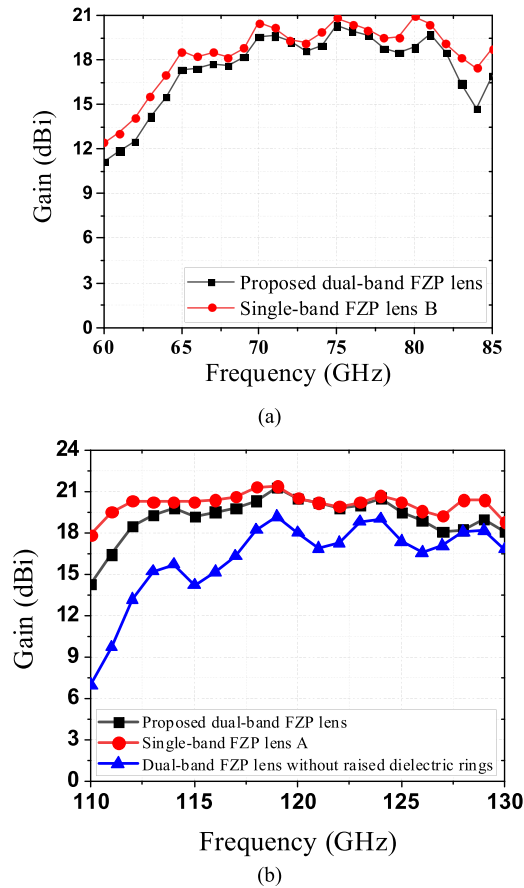 21
18
15
12
9
6
3
0
Gain (dBi)
Proposed dual-band FZP lens
Single-band FZP lens B
60 65 70 75 80 85
Frequency (GHz)
(a)
24
21
18
15
12
9
6
3
0
Gain (dBi)
Proposed dual-band FZP lens
Single-band FZP lens A
Dual-band FZP lens without raised dielectric rings
110 115 120 125 130
Frequency (GHz)
(b)